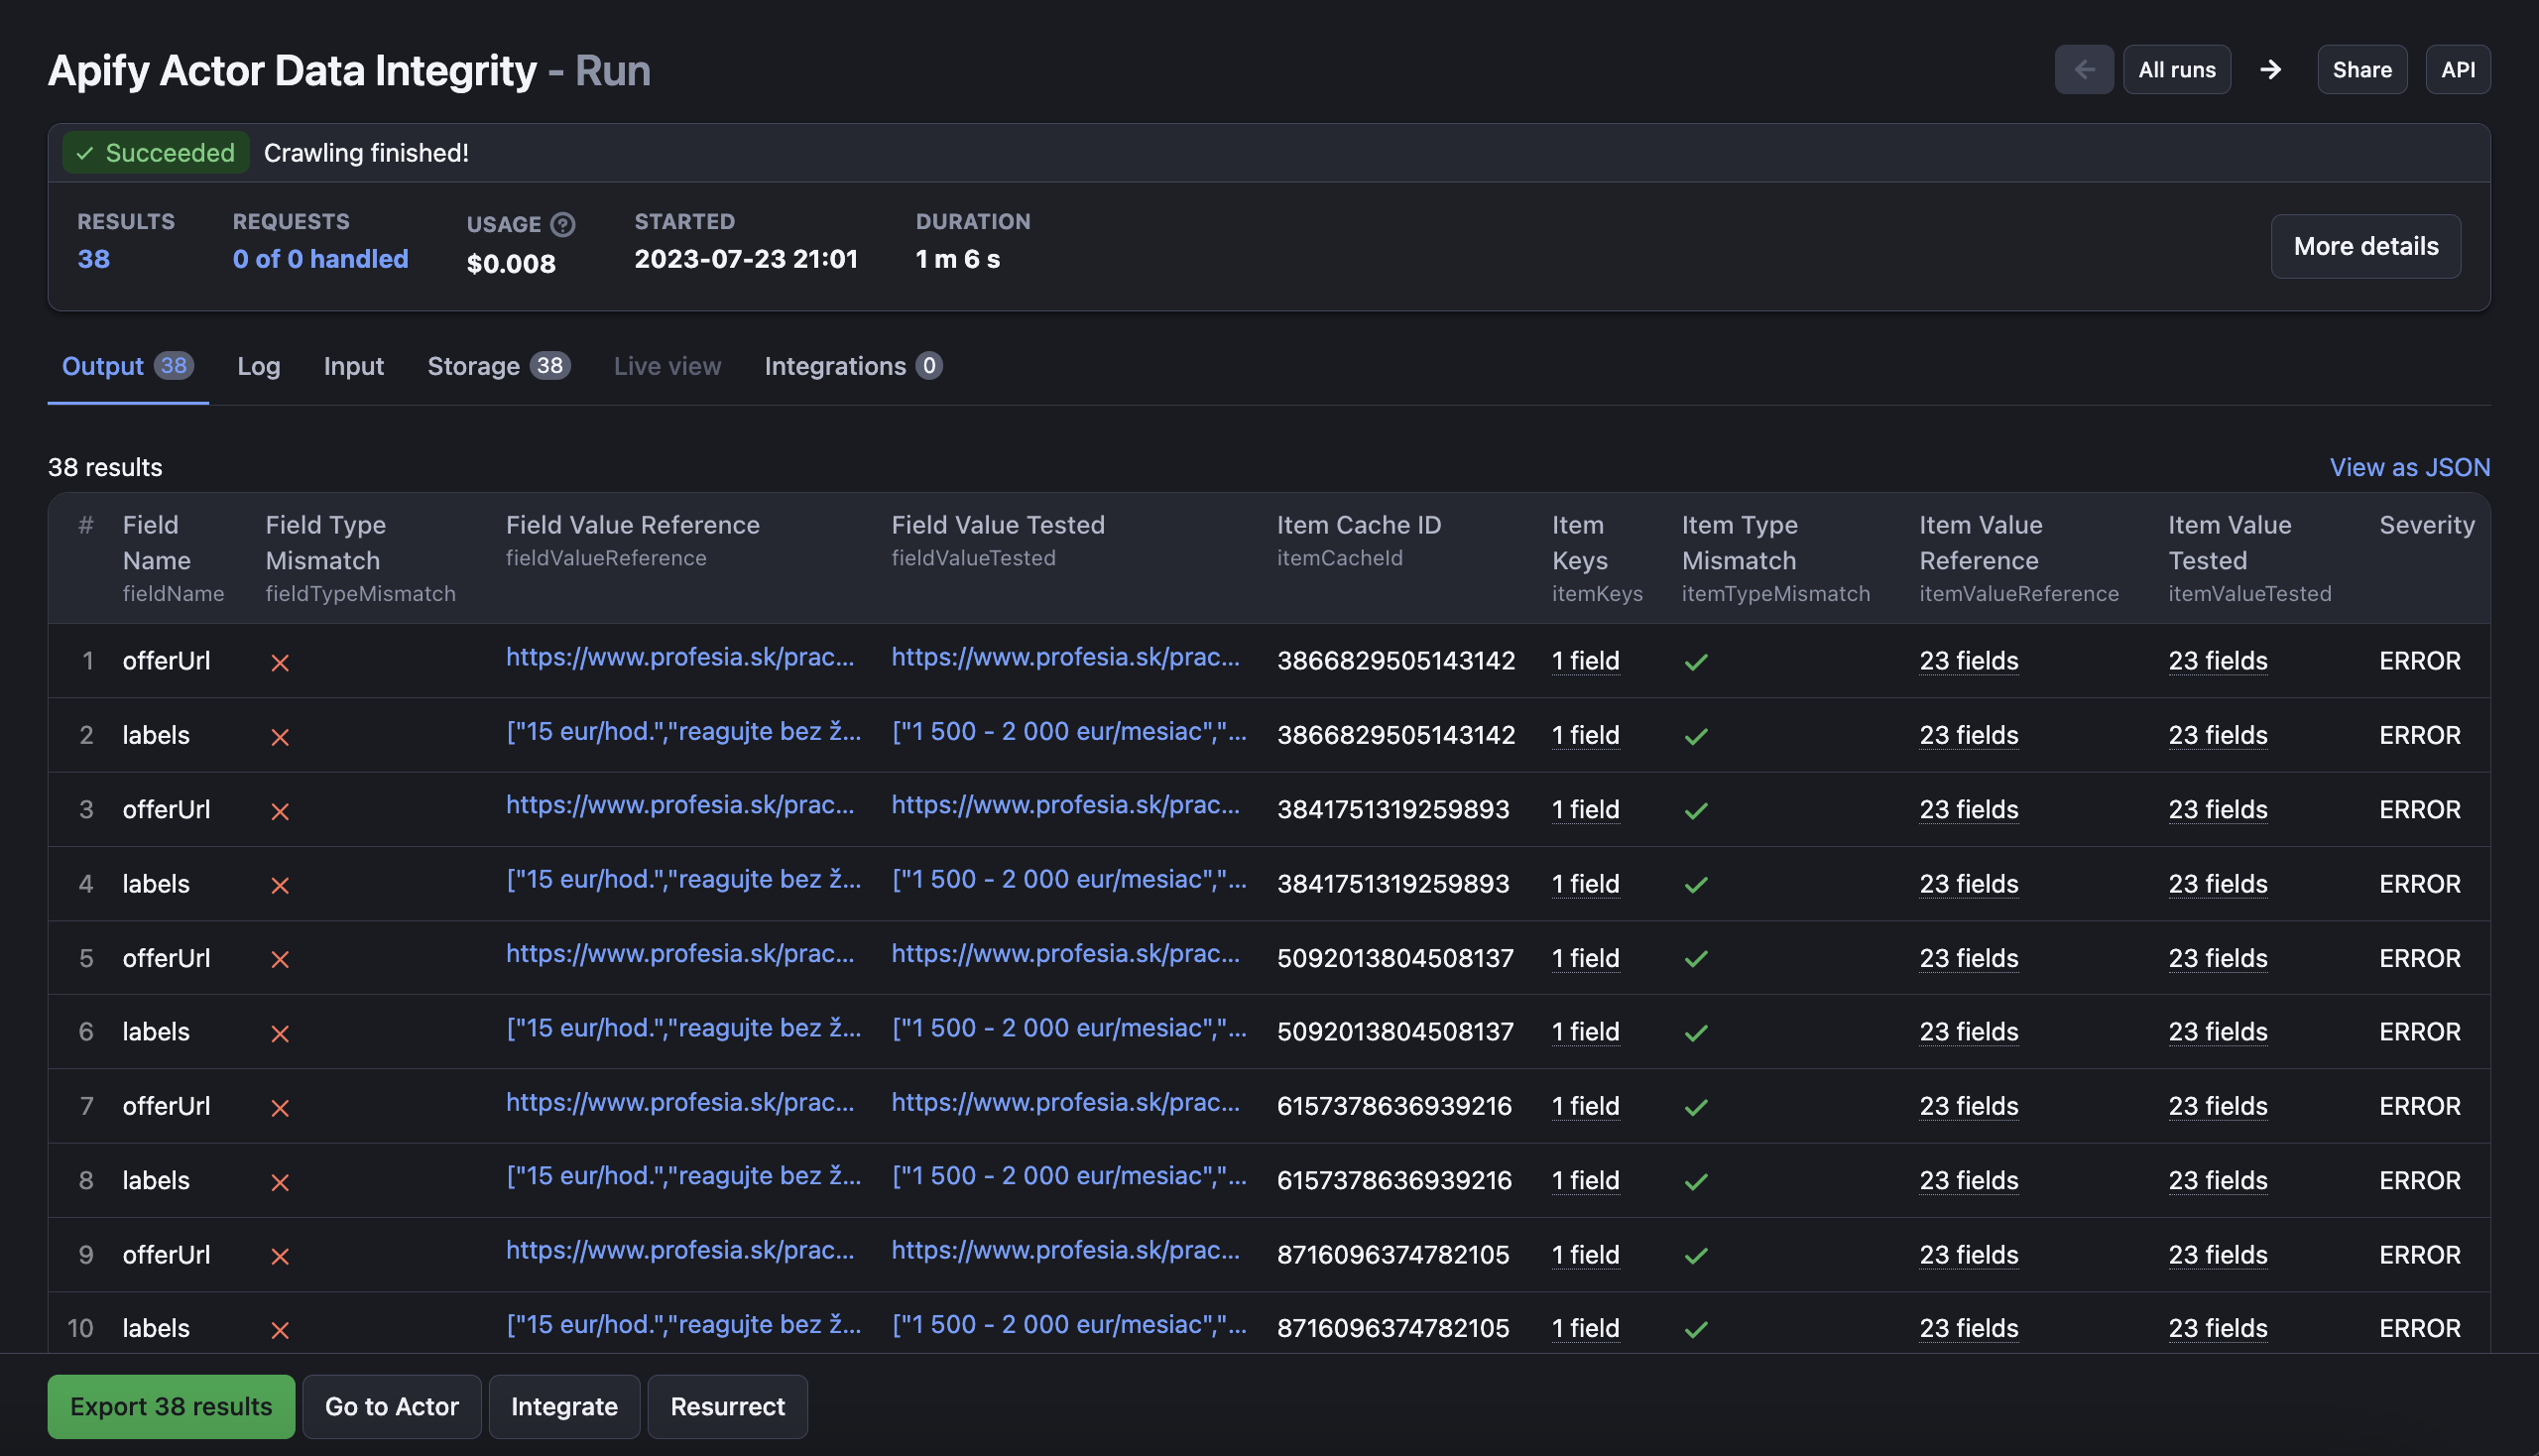 Apify Actor Data Integrity - Run
All runs
Share
API
Succeeded Crawling finished!
RESULTS REQUESTS USAGE STARTED DURATION
38 0 of 0 handled $0.008 2023-07-23 21:01 1 m 6 s
More details
Output 38 Log Input Storage 38 Live view Integrations 0
38 results View as JSON
# Field Name fieldName
Field Type Mismatch fieldTypeMismatch
Field Value Reference fieldValueReference
Field Value Tested fieldValueTested
Item Cache ID itemCacheId
Item Keys itemKeys
Item Type Mismatch itemTypeMismatch
Item Value Reference itemValueReference
Item Value Tested itemValueTested
Severity
1 offerUrl https://www.profesia.sk/prac... https://www.profesia.sk/prac... 3866829505143142 1 field 23 fields 23 fields ERROR
2 labels ["15 eur/hod.","reagujte bez ž... ["1 500 - 2 000 eur/mesiac","... 3866829505143142 1 field 23 fields 23 fields ERROR
3 offerUrl https://www.profesia.sk/prac... https://www.profesia.sk/prac... 3841751319259893 1 field 23 fields 23 fields ERROR
4 labels ["15 eur/hod.","reagujte bez ž... ["1 500 - 2 000 eur/mesiac","... 3841751319259893 1 field 23 fields 23 fields ERROR
5 offerUrl https://www.profesia.sk/prac... https://www.profesia.sk/prac... 5092013804508137 1 field 23 fields 23 fields ERROR
6 labels ["15 eur/hod.","reagujte bez ž... ["1 500 - 2 000 eur/mesiac","... 5092013804508137 1 field 23 fields 23 fields ERROR
7 offerUrl https://www.profesia.sk/prac... https://www.profesia.sk/prac... 6157378636939216 1 field 23 fields 23 fields ERROR
8 labels ["15 eur/hod.","reagujte bez ž... ["1 500 - 2 000 eur/mesiac","... 6157378636939216 1 field 23 fields 23 fields ERROR
9 offerUrl https://www.profesia.sk/prac... https://www.profesia.sk/prac... 8716096374782105 1 field 23 fields 23 fields ERROR
10 labels ["15 eur/hod.","reagujte bez ž... ["1 500 - 2 000 eur/mesiac","... 8716096374782105 1 field 23 fields 23 fields ERROR
Export 38 results Go to Actor Integrate Resurrect